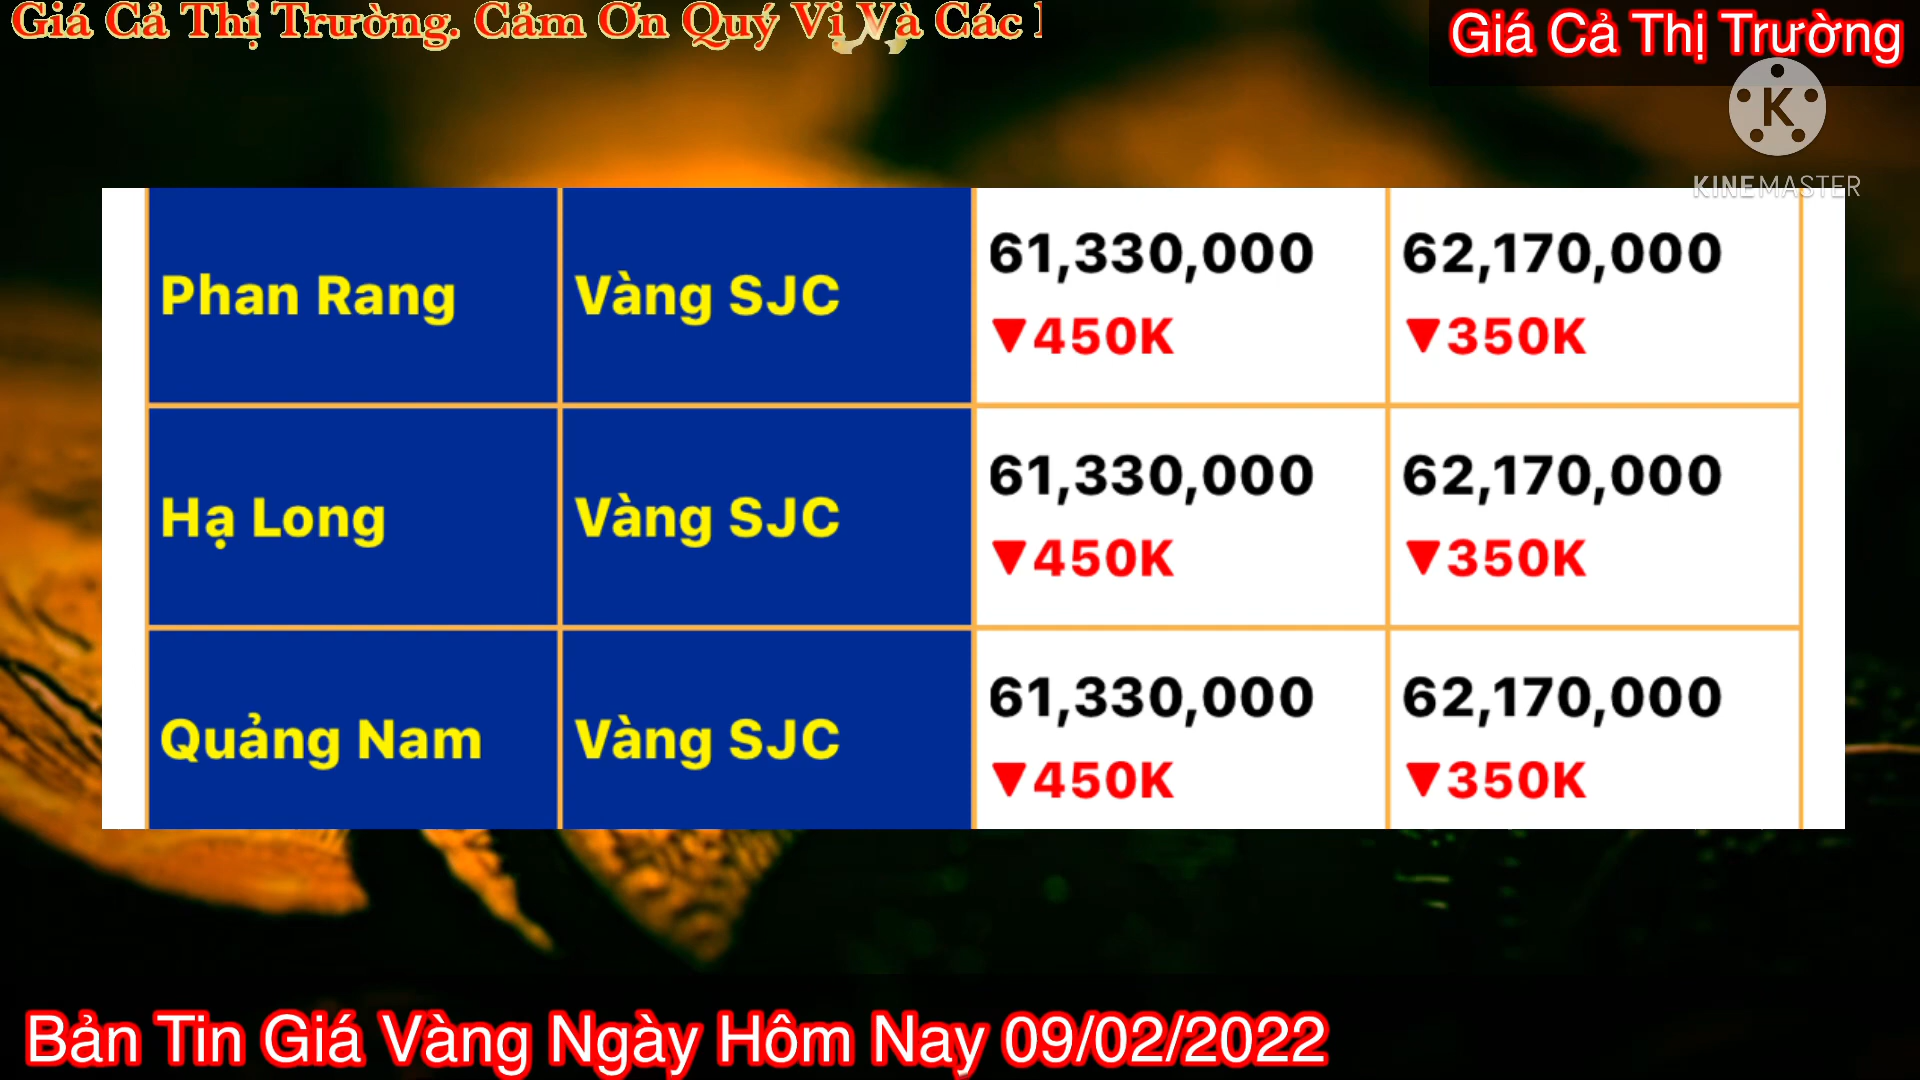 Giá Cả Thị Trường. Cảm Ơn Quý Vị Và Các
Giá Cả Thị Trường
K
KINEMASTER
Phan Rang Vàng SJC 61,330,000 62,170,000
▼450K ▼350K
Hạ Long Vàng SJC 61,330,000 62,170,000
▼450K ▼350K
Quảng Nam Vàng SJC 61,330,000 62,170,000
▼450K ▼350K
Bản Tin Giá Vàng Ngày Hôm Nay 09/02/2022